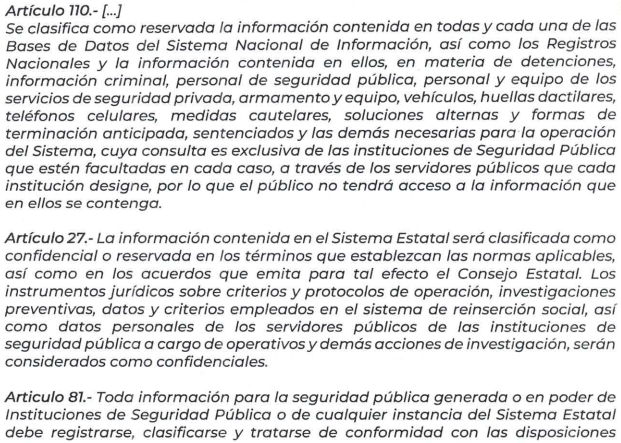 Artículo 110.- [...]
Se clasifica como reservada la información contenida en todas y cada una de las
Bases de Datos del Sistema Nacional de Información, así como los Registros
Nacionales y la información contenida en ellos, en materia de detenciones,
información criminal, personal de seguridad pública, personal y equipo de los
servicios de seguridad privada, armamento y equipo, vehículos, huellas dactilares,
teléfonos celulares, medidas cautelares, soluciones alternas y formas de
terminación anticipada, sentenciados y las demás necesarias para la operación
del Sistema, cuya consulta es exclusiva de las instituciones de Seguridad Pública
que estén facultadas en cada caso, a través de los servidores públicos que cada
institución designe, por lo que el público no tendrá acceso a la información que
en ellos se contenga.
Artículo 27.- La información contenida en el Sistema Estatal será clasificada como
confidencial o reservada en los términos que establezcan las normas aplicables,
así como en los acuerdos que emita para tal efecto el Consejo Estatal. Los
instrumentos jurídicos sobre criterios y protocolos de operación, investigaciones
preventivas, datos y criterios empleados en el sistema de reinserción social, así
como datos personales de los servidores públicos de las instituciones de
seguridad pública a cargo de operativos y demás acciones de investigación, serán
considerados como confidenciales.
Articulo 81.- Toda información para la seguridad pública generada o en poder de
Instituciones de Seguridad Pública o de cualquier instancia del Sistema Estatal
debe registrarse, clasificarse y tratarse de conformidad con las disposiciones